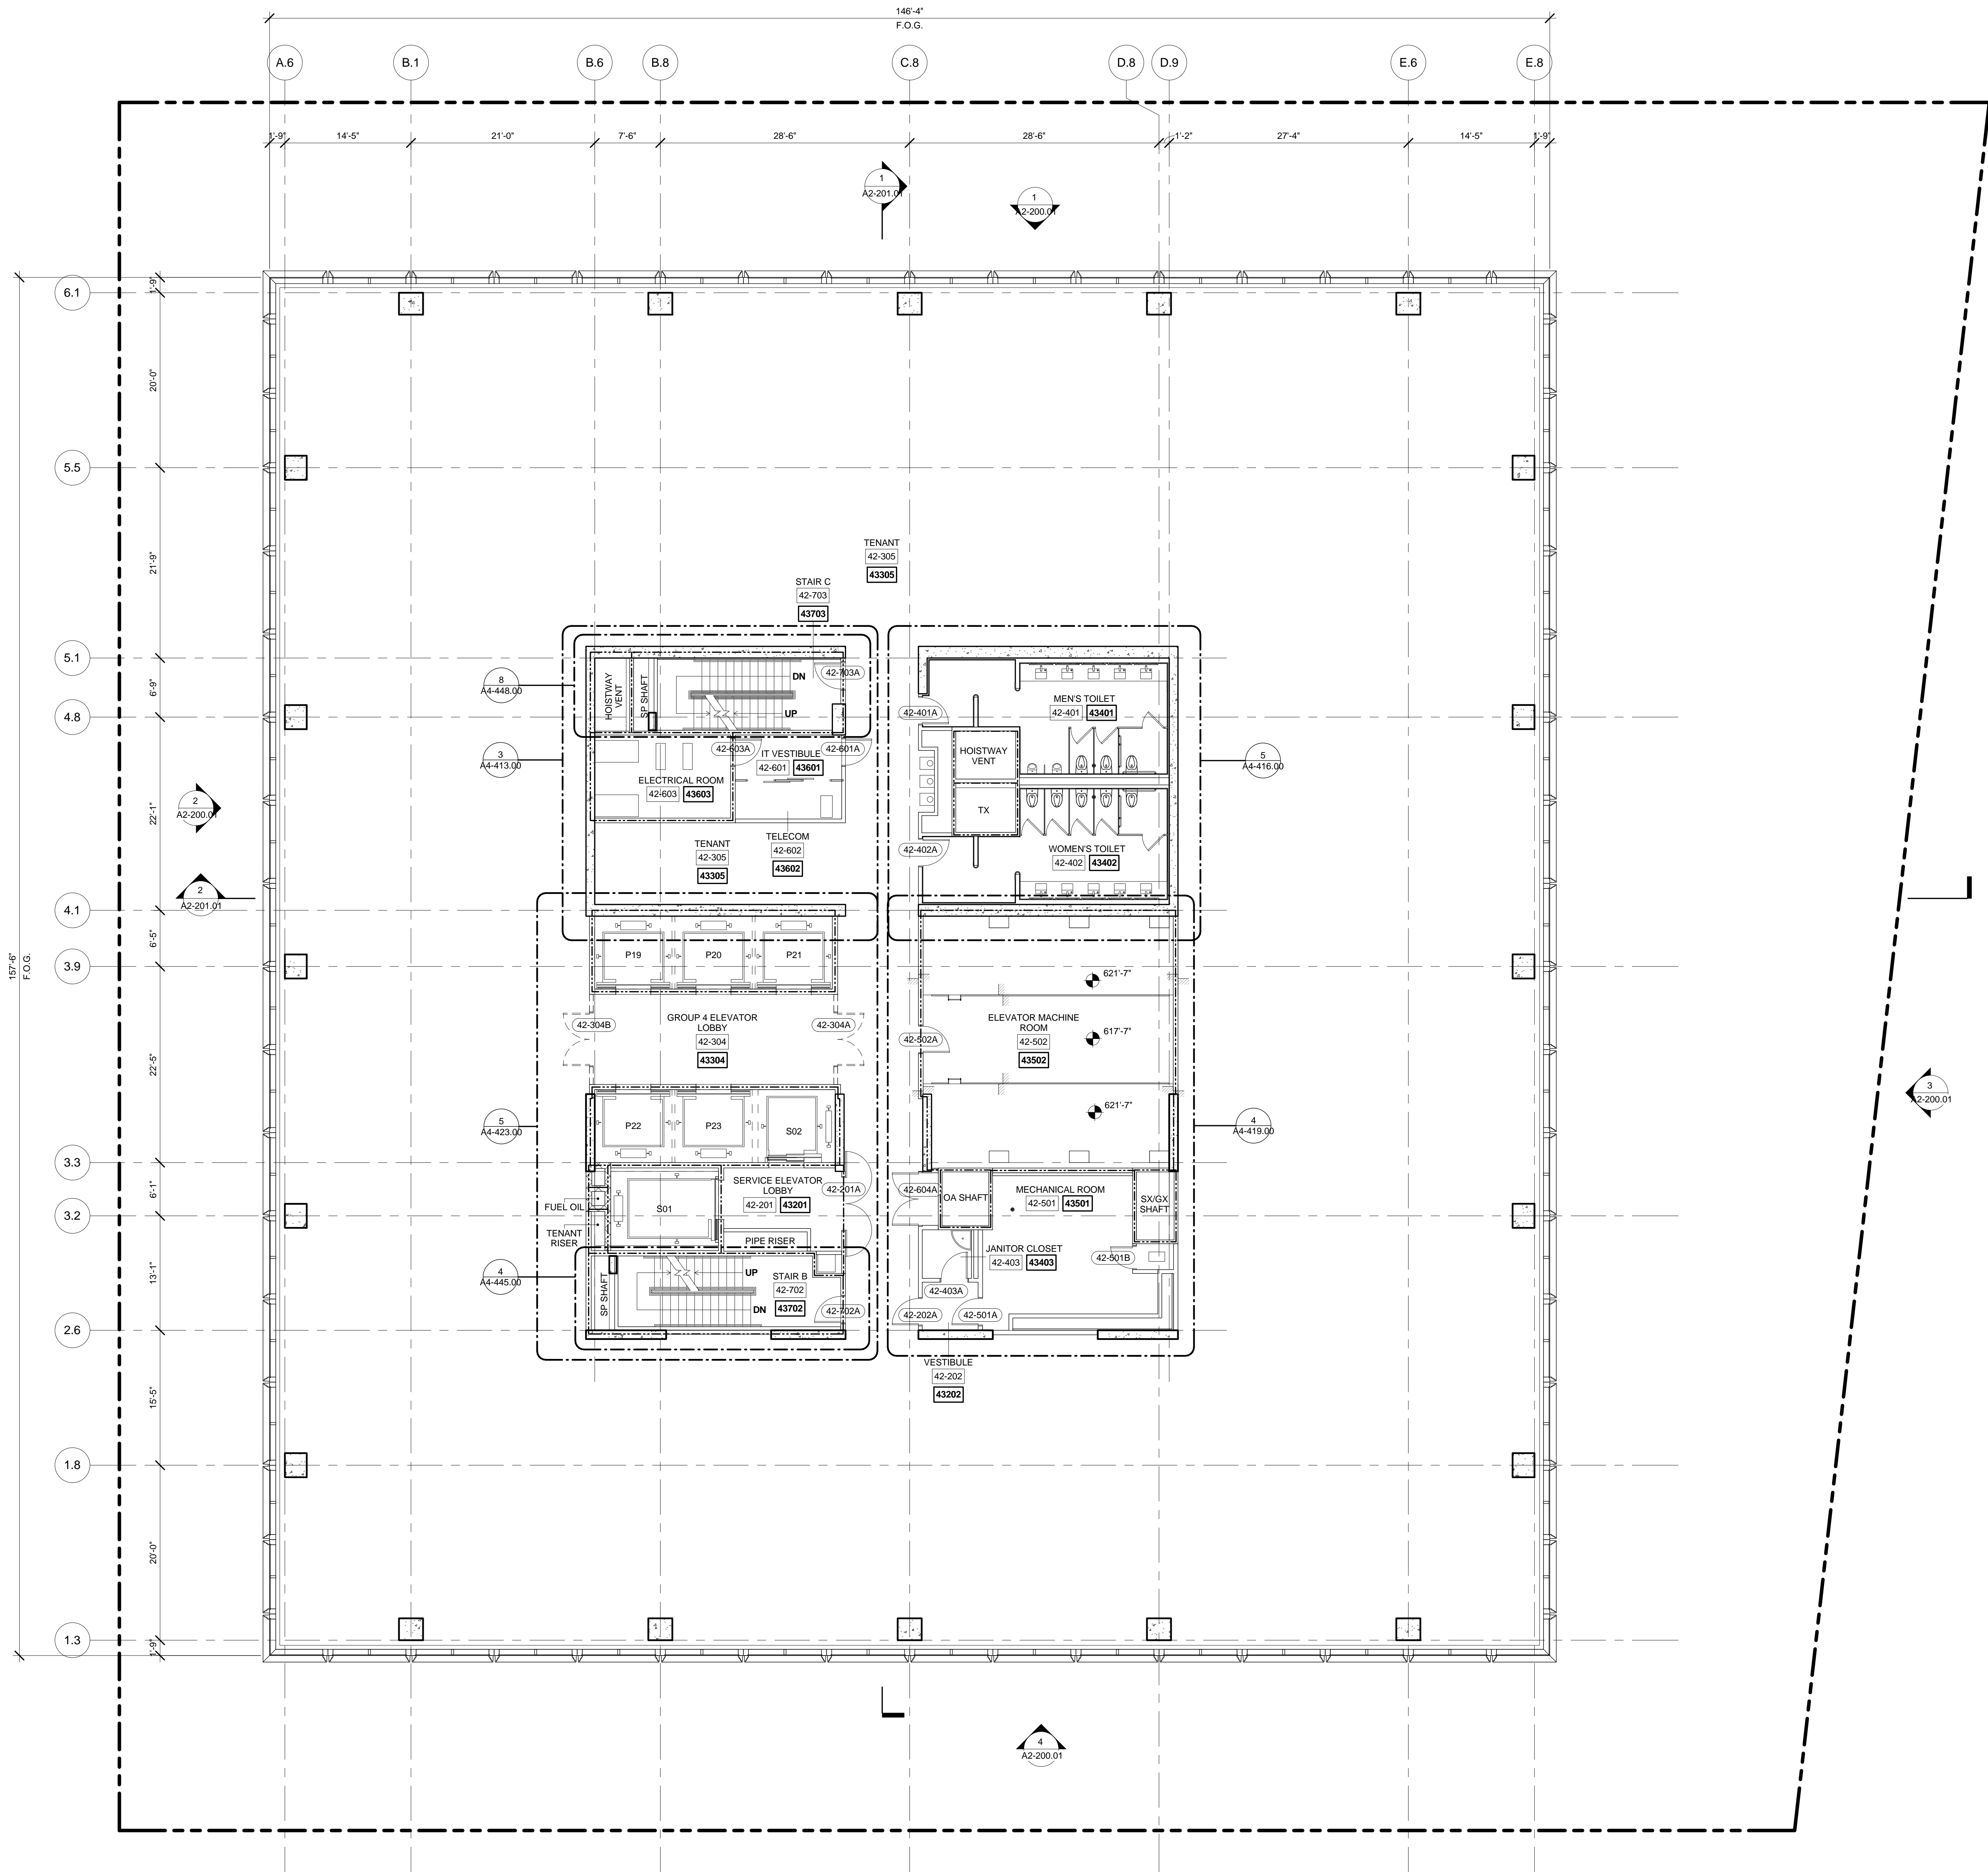 146'-4"
F.O.G.
A.6
B.1
B.6
B.8
C.8
D.8
D.9
E.6
E.8
1'-9"
14'-5"
21'-0"
7'-6"
28'-6"
28'-6"
1'-2"
27'-4"
14'-5"
1'-9"
1
A2-201.01
1
A2-200.01
6.1
5.5
5.1
4.8
4.1
3.9
3.3
3.2
2.6
1.8
1.3
1'-9"
20'-0"
21'-9"
6'-9"
22'-1"
6'-5"
22'-5"
6'-1"
13'-1"
15'-5"
20'-0"
1'-9"
157'-6"
F.O.G.
TENANT
42-305
43305
STAIR C
42-703
43703
8
A4-448.00
HOISTWAY
VENT
SP SHAFT
DN
UP
42-703A
3
A4-413.00
42-603A
42-601A
IT VESTIBULE
42-601 43601
ELECTRICAL ROOM
42-603 43603
TELECOM
42-602
43602
TENANT
42-305
43305
42-401A
MEN'S TOILET
42-401 43401
HOISTWAY
VENT
TX
5
A4-416.00
42-402A
WOMEN'S TOILET
42-402 43402
2
A2-200.01
2
A2-201.01
3
A2-200.01
P19
P20
P21
42-304B
GROUP 4 ELEVATOR
LOBBY
42-304
43304
42-304A
621'-7"
42-502A
ELEVATOR MACHINE
ROOM
42-502
43502
617'-7"
621'-7"
5
A4-423.00
P22
P23
S02
4
A4-419.00
SERVICE ELEVATOR
LOBBY
42-201 43201
42-201A
FUEL OIL
S01
TENANT
RISER
PIPE RISER
42-604A
OA SHAFT
MECHANICAL ROOM
42-501 43501
SX/GX
SHAFT
JANITOR CLOSET
42-403 43403
42-501B
4
A4-445.00
SP SHAFT
UP
DN
STAIR B
42-702
43702
42-702A
42-403A
42-202A
42-501A
VESTIBULE
42-202
43202
4
A2-200.01